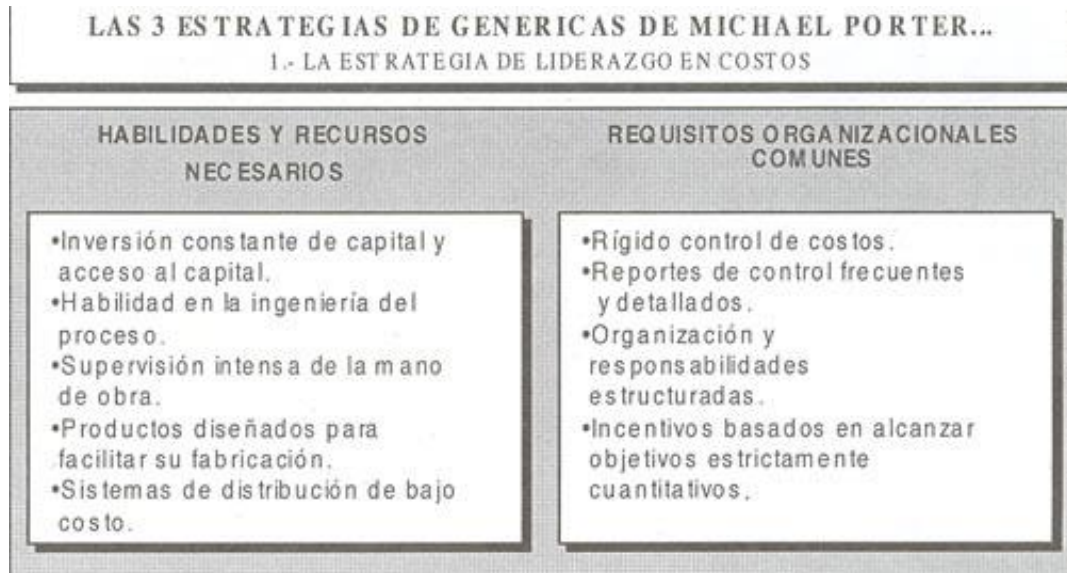 LAS 3 ESTRATEGIAS DE GENERICAS DE MICHAEL PORTER...
1.- LA ESTRATEGIA DE LIDERAZGO EN COSTOS
HABILIDADES Y RECURSOS
NECESARIOS
•Inversión constante de capital y
acceso al capital.
•Habilidad en la ingeniería del
proceso.
•Supervisión intensa de la mano
de obra.
•Productos diseñados para
facilitar su fabricación.
•Sistemas de distribución de bajo
costo.
REQUISITOS ORGANIZACIONALES
COMUNES
•Rígido control de costos.
•Reportes de control frecuentes
y detallados.
•Organización y
responsabilidades
estructuradas.
•Incentivos basados en alcanzar
objetivos estrictamente
cuantitativos.